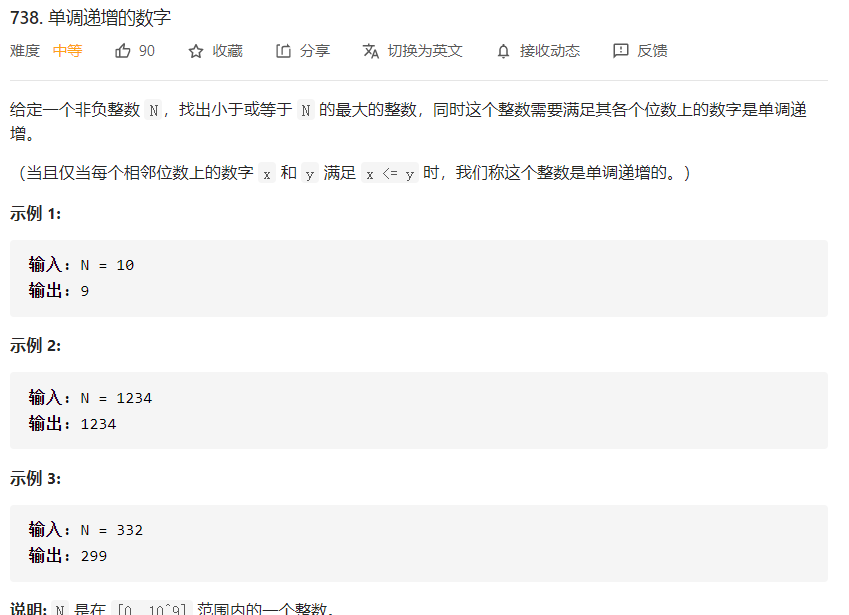 738. 单调递增的数字
难度 中等 90 收藏 分享 切换为英文 接收动态 反馈
给定一个非负整数 N，找出小于或等于 N 的最大的整数，同时这个整数需要满足其各个位数上的数字是单调递
增。
（当且仅当每个相邻位数上的数字 x 和 y 满足 x <= y 时，我们称这个整数是单调递增的。）
示例 1:
输入: N = 10
输出: 9
示例 2:
输入: N = 1234
输出: 1234
示例 3:
输入: N = 332
输出: 299
说明: N 是在 [0, 10^9] 范围内的一个整数。